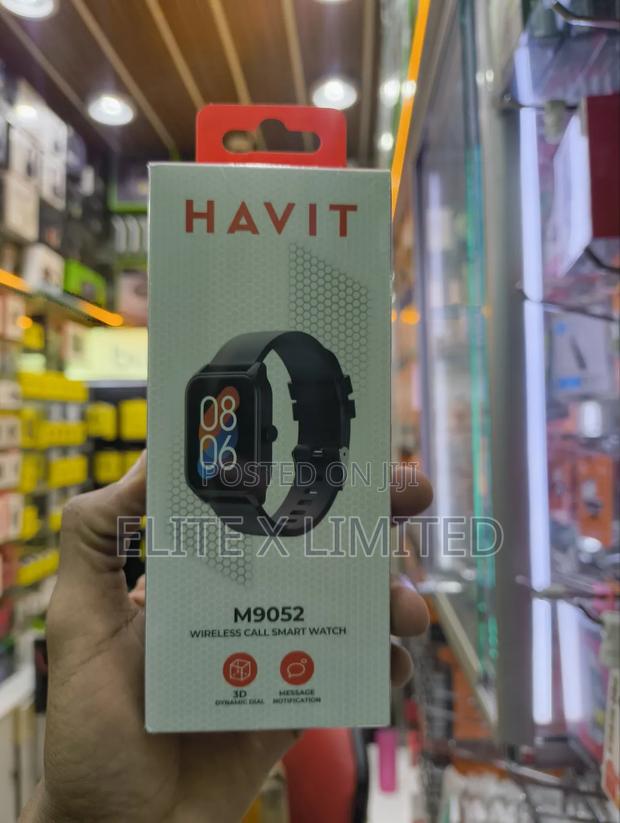 HAVIT
08
06
POSTED ON JIJI
ELITE X LIMITED
M9052
WIRELESS CALL SMART WATCH
3D
DYNAMIC DIAL
MESSAGE
NOTIFICATION